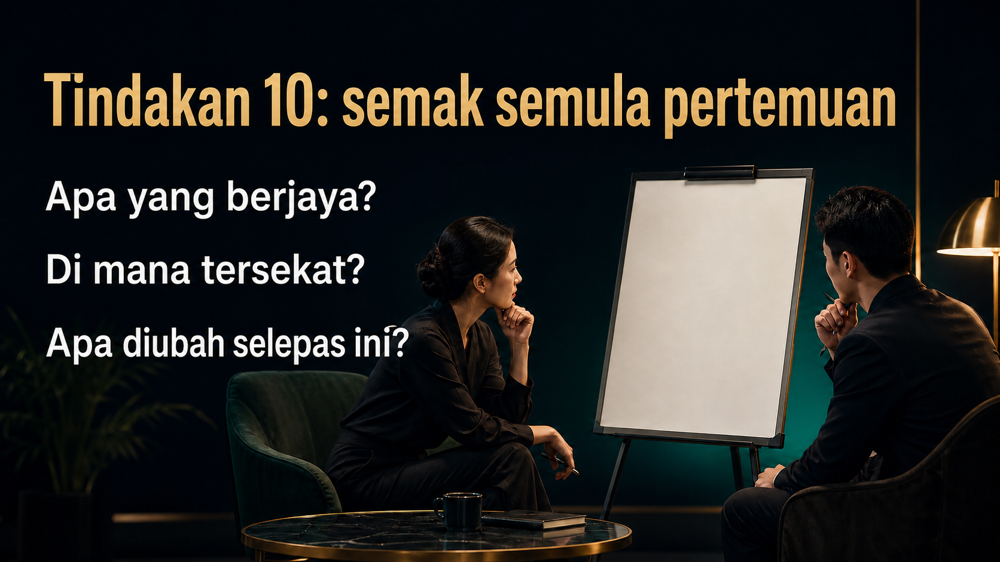 Tindakan 10: semak semula pertemuan
Apa yang berjaya?
Di mana tersekat?
Apa diubah selepas ini?